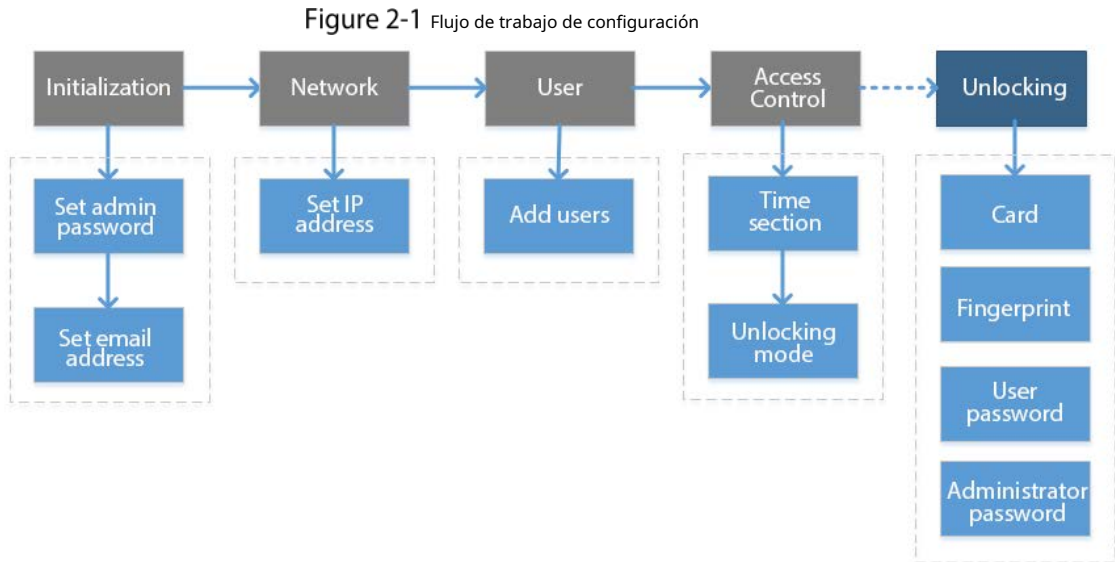 Figure 2-1 Flujo de trabajo de configuración
Initialization
Network
User
Access
Control
Unlocking
Set admin
password
Set email
address
Set IP
address
Add users
Time
section
Unlocking
mode
Card
Fingerprint
User
password
Administrator
password